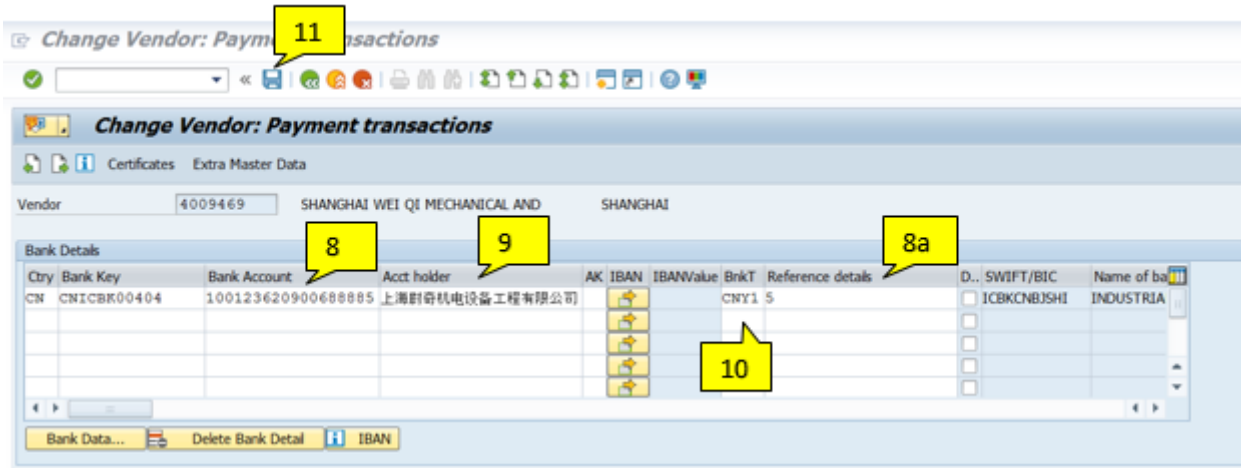 11
Change Vendor: Paym nsactions
Change Vendor: Payment transactions
Certificates Extra Master Data
Vendor 4009469 SHANGHAI WEI QI MECHANICAL AND SHANGHAI
8 9 8a
Bank Details
Ctry Bank Key Bank Account Acct holder AK IBAN IBANValue BnkT Reference details D.. SWIFT/BIC Name of ba
CN CNICBK00404 100123620900688885 上海尉奇机电设备工程有限公司 CNY1 5 ICBKCNBJSHI INDUSTRIA
10
Bank Data... Delete Bank Detail IBAN